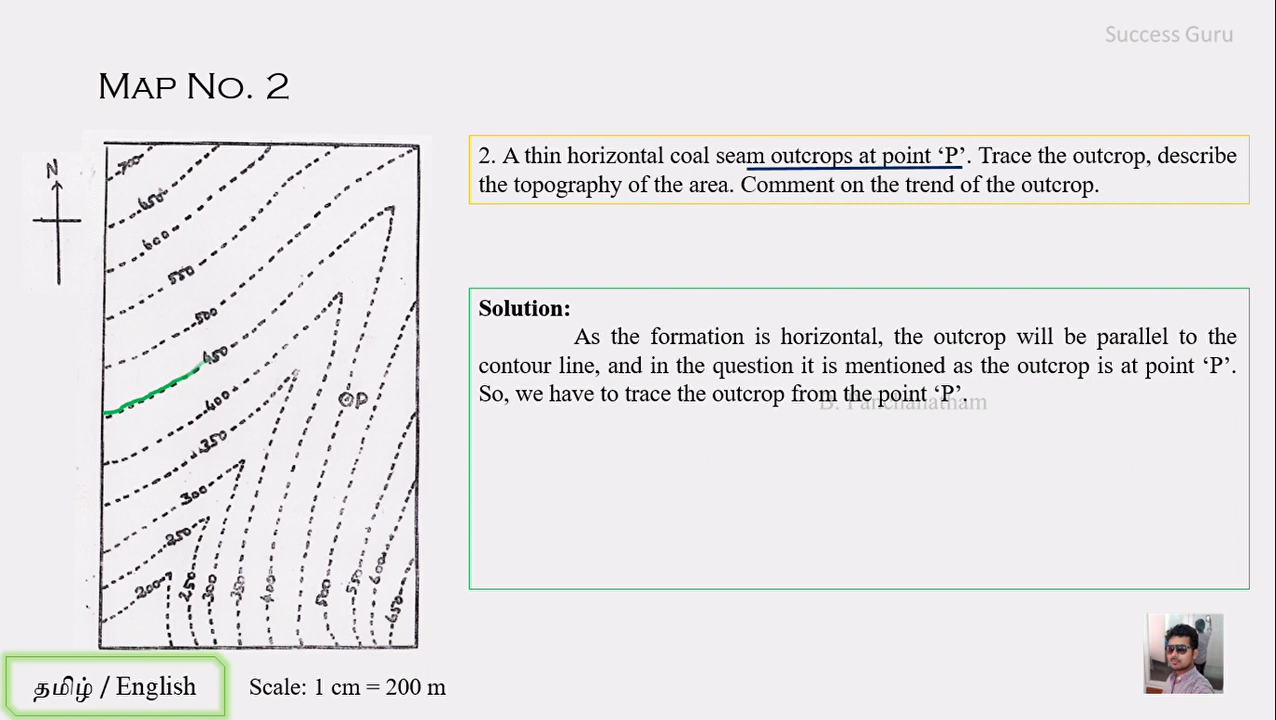 Success Guru
MAP NO. 2
N
700
650
600
550
500
450
400
350
300
250
200
250
300
350
400
500
550
600
650
P
2. A thin horizontal coal seam outcrops at point ‘P’. Trace the outcrop, describe
the topography of the area. Comment on the trend of the outcrop.
Solution:
As the formation is horizontal, the outcrop will be parallel to the
contour line, and in the question it is mentioned as the outcrop is at point ‘P’.
So, we have to trace the outcrop from the point ‘P’.
B. Panchanatham
தமிழ் / English
Scale: 1 cm = 200 m